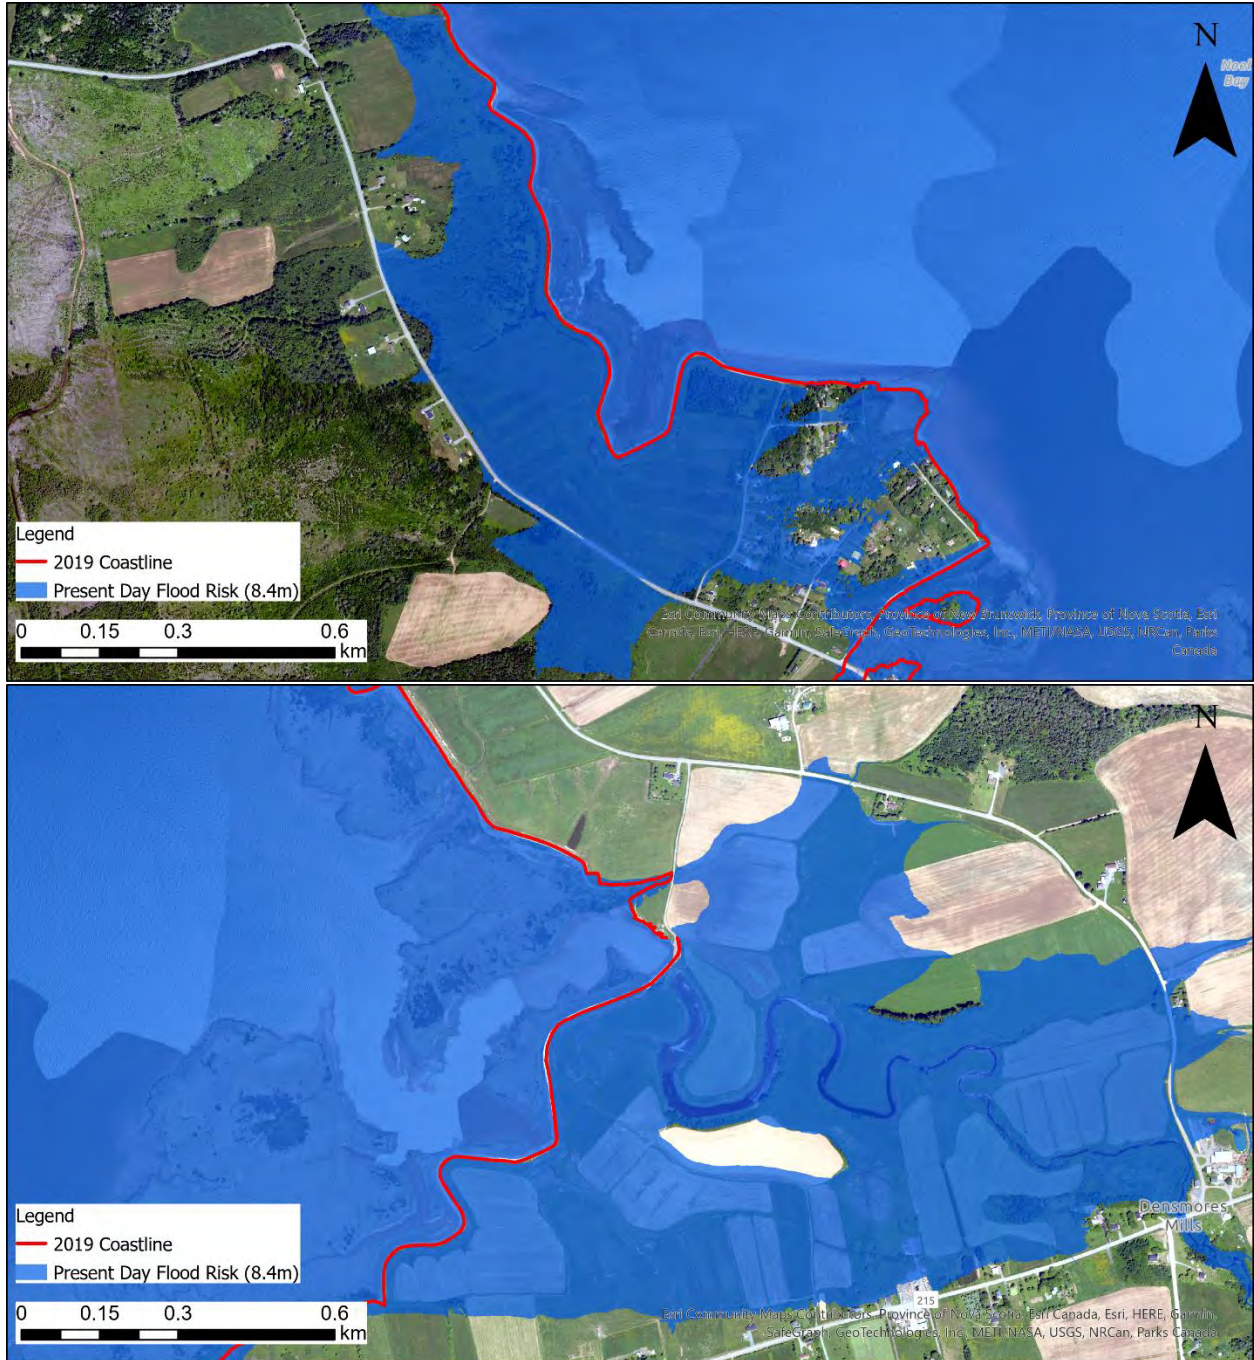 N
Noel
Bay
Legend
2019 Coastline
Present Day Flood Risk (8.4m)
0 0.15 0.3 0.6
km
Esri Community Maps Contributors, Province of New Brunswick, Province of Nova Scotia, Esri
Canada, Esri, HERE, Garmin, SafeGraph, GeoTechnologies, Inc, METI/NASA, USGS, NRCan, Parks
Canada
N
Densmores
Mills
215
Legend
2019 Coastline
Present Day Flood Risk (8.4m)
0 0.15 0.3 0.6
km
Esri Community Maps Contributors, Province of Nova Scotia, Esri Canada, Esri, HERE, Garmin,
SafeGraph, GeoTechnologies, Inc, METI/NASA, USGS, NRCan, Parks Canada